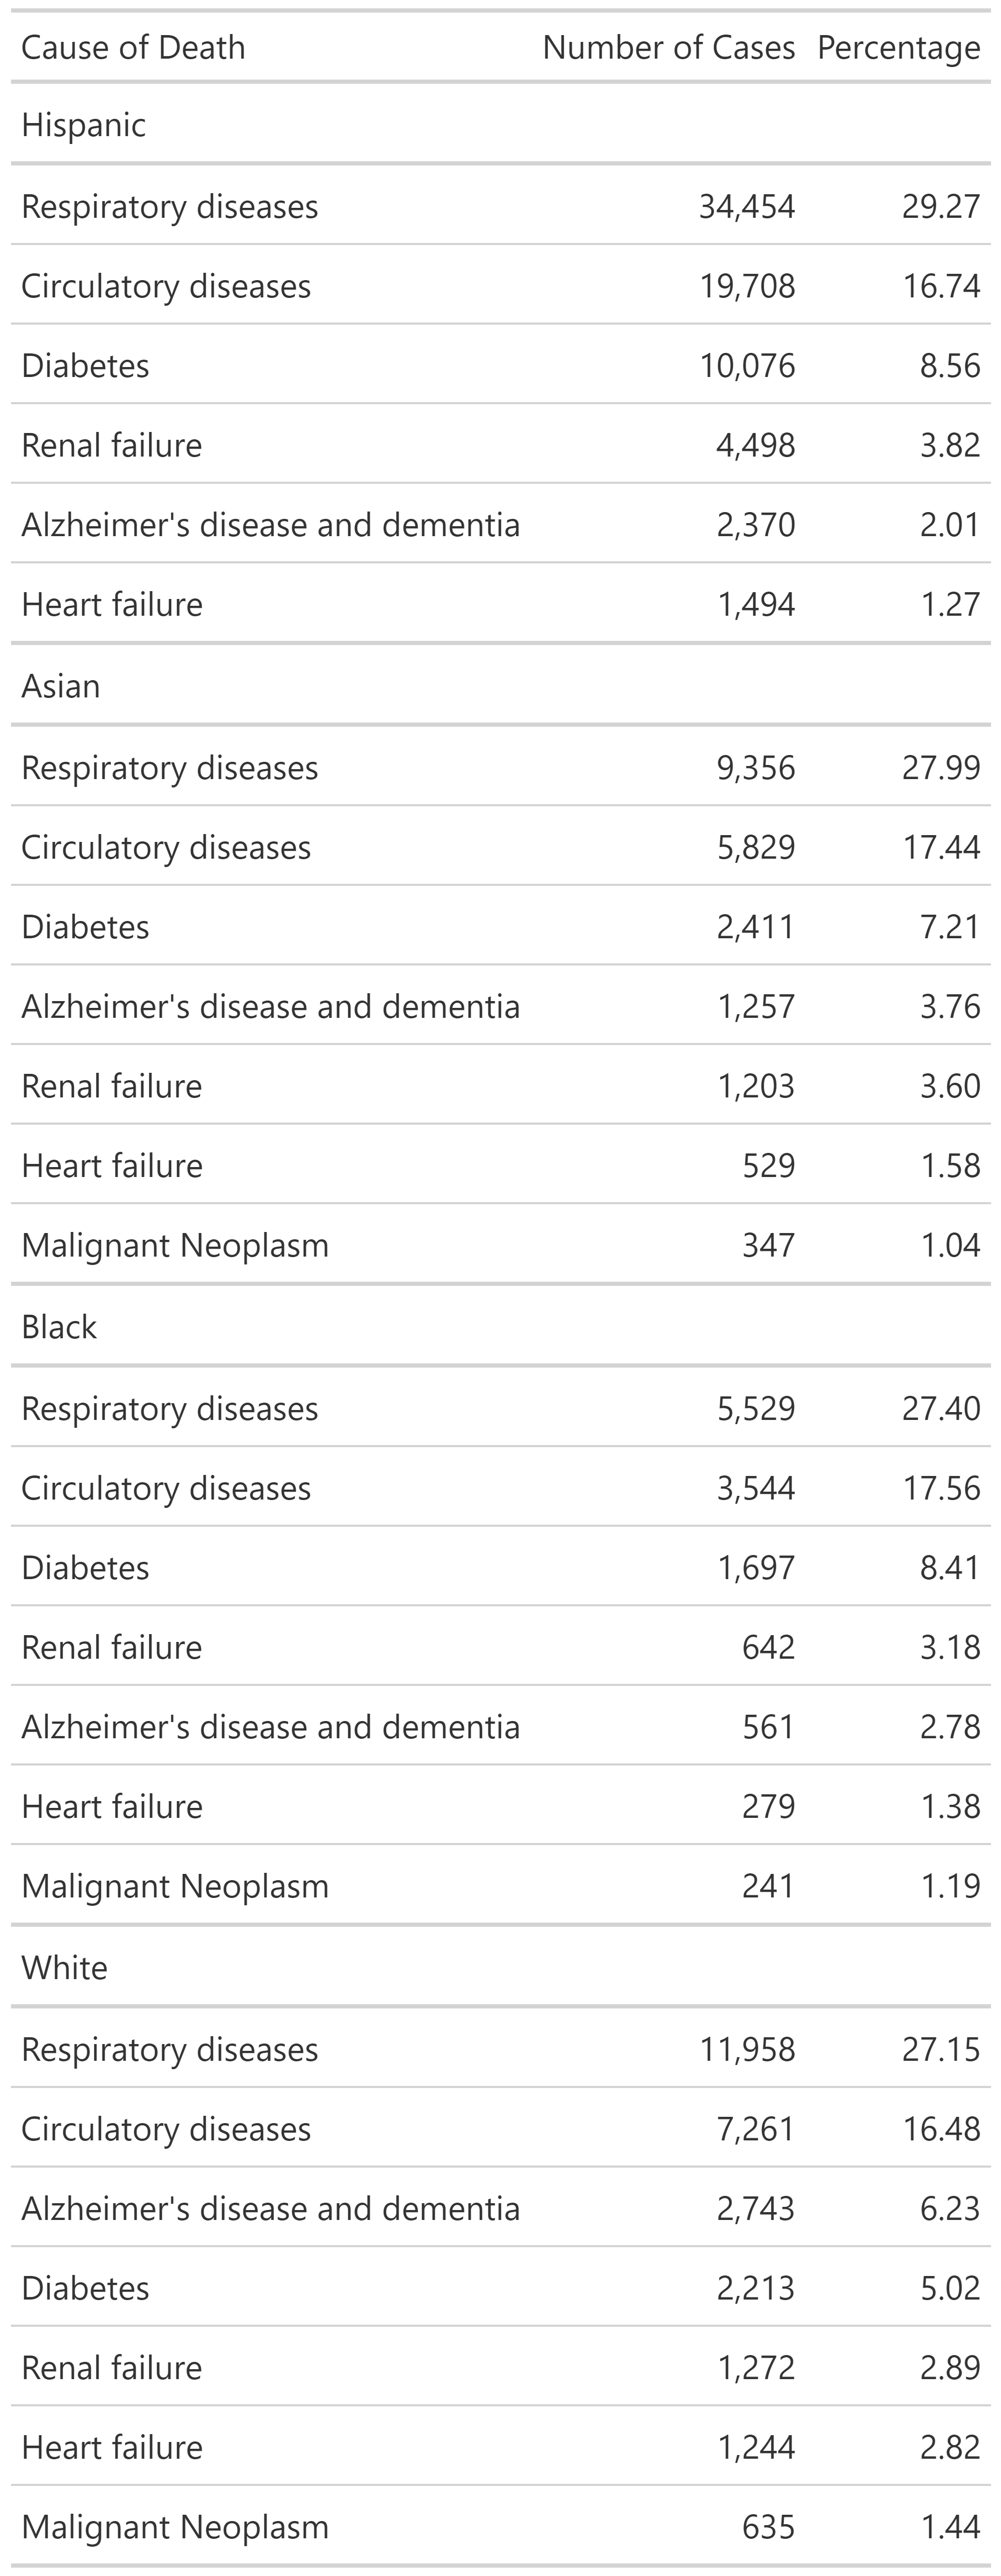 Cause of Death Number of Cases Percentage
Hispanic
Respiratory diseases 34,454 29.27
Circulatory diseases 19,708 16.74
Diabetes 10,076 8.56
Renal failure 4,498 3.82
Alzheimer's disease and dementia 2,370 2.01
Heart failure 1,494 1.27
Asian
Respiratory diseases 9,356 27.99
Circulatory diseases 5,829 17.44
Diabetes 2,411 7.21
Alzheimer's disease and dementia 1,257 3.76
Renal failure 1,203 3.60
Heart failure 529 1.58
Malignant Neoplasm 347 1.04
Black
Respiratory diseases 5,529 27.40
Circulatory diseases 3,544 17.56
Diabetes 1,697 8.41
Renal failure 642 3.18
Alzheimer's disease and dementia 561 2.78
Heart failure 279 1.38
Malignant Neoplasm 241 1.19
White
Respiratory diseases 11,958 27.15
Circulatory diseases 7,261 16.48
Alzheimer's disease and dementia 2,743 6.23
Diabetes 2,213 5.02
Renal failure 1,272 2.89
Heart failure 1,244 2.82
Malignant Neoplasm 635 1.44